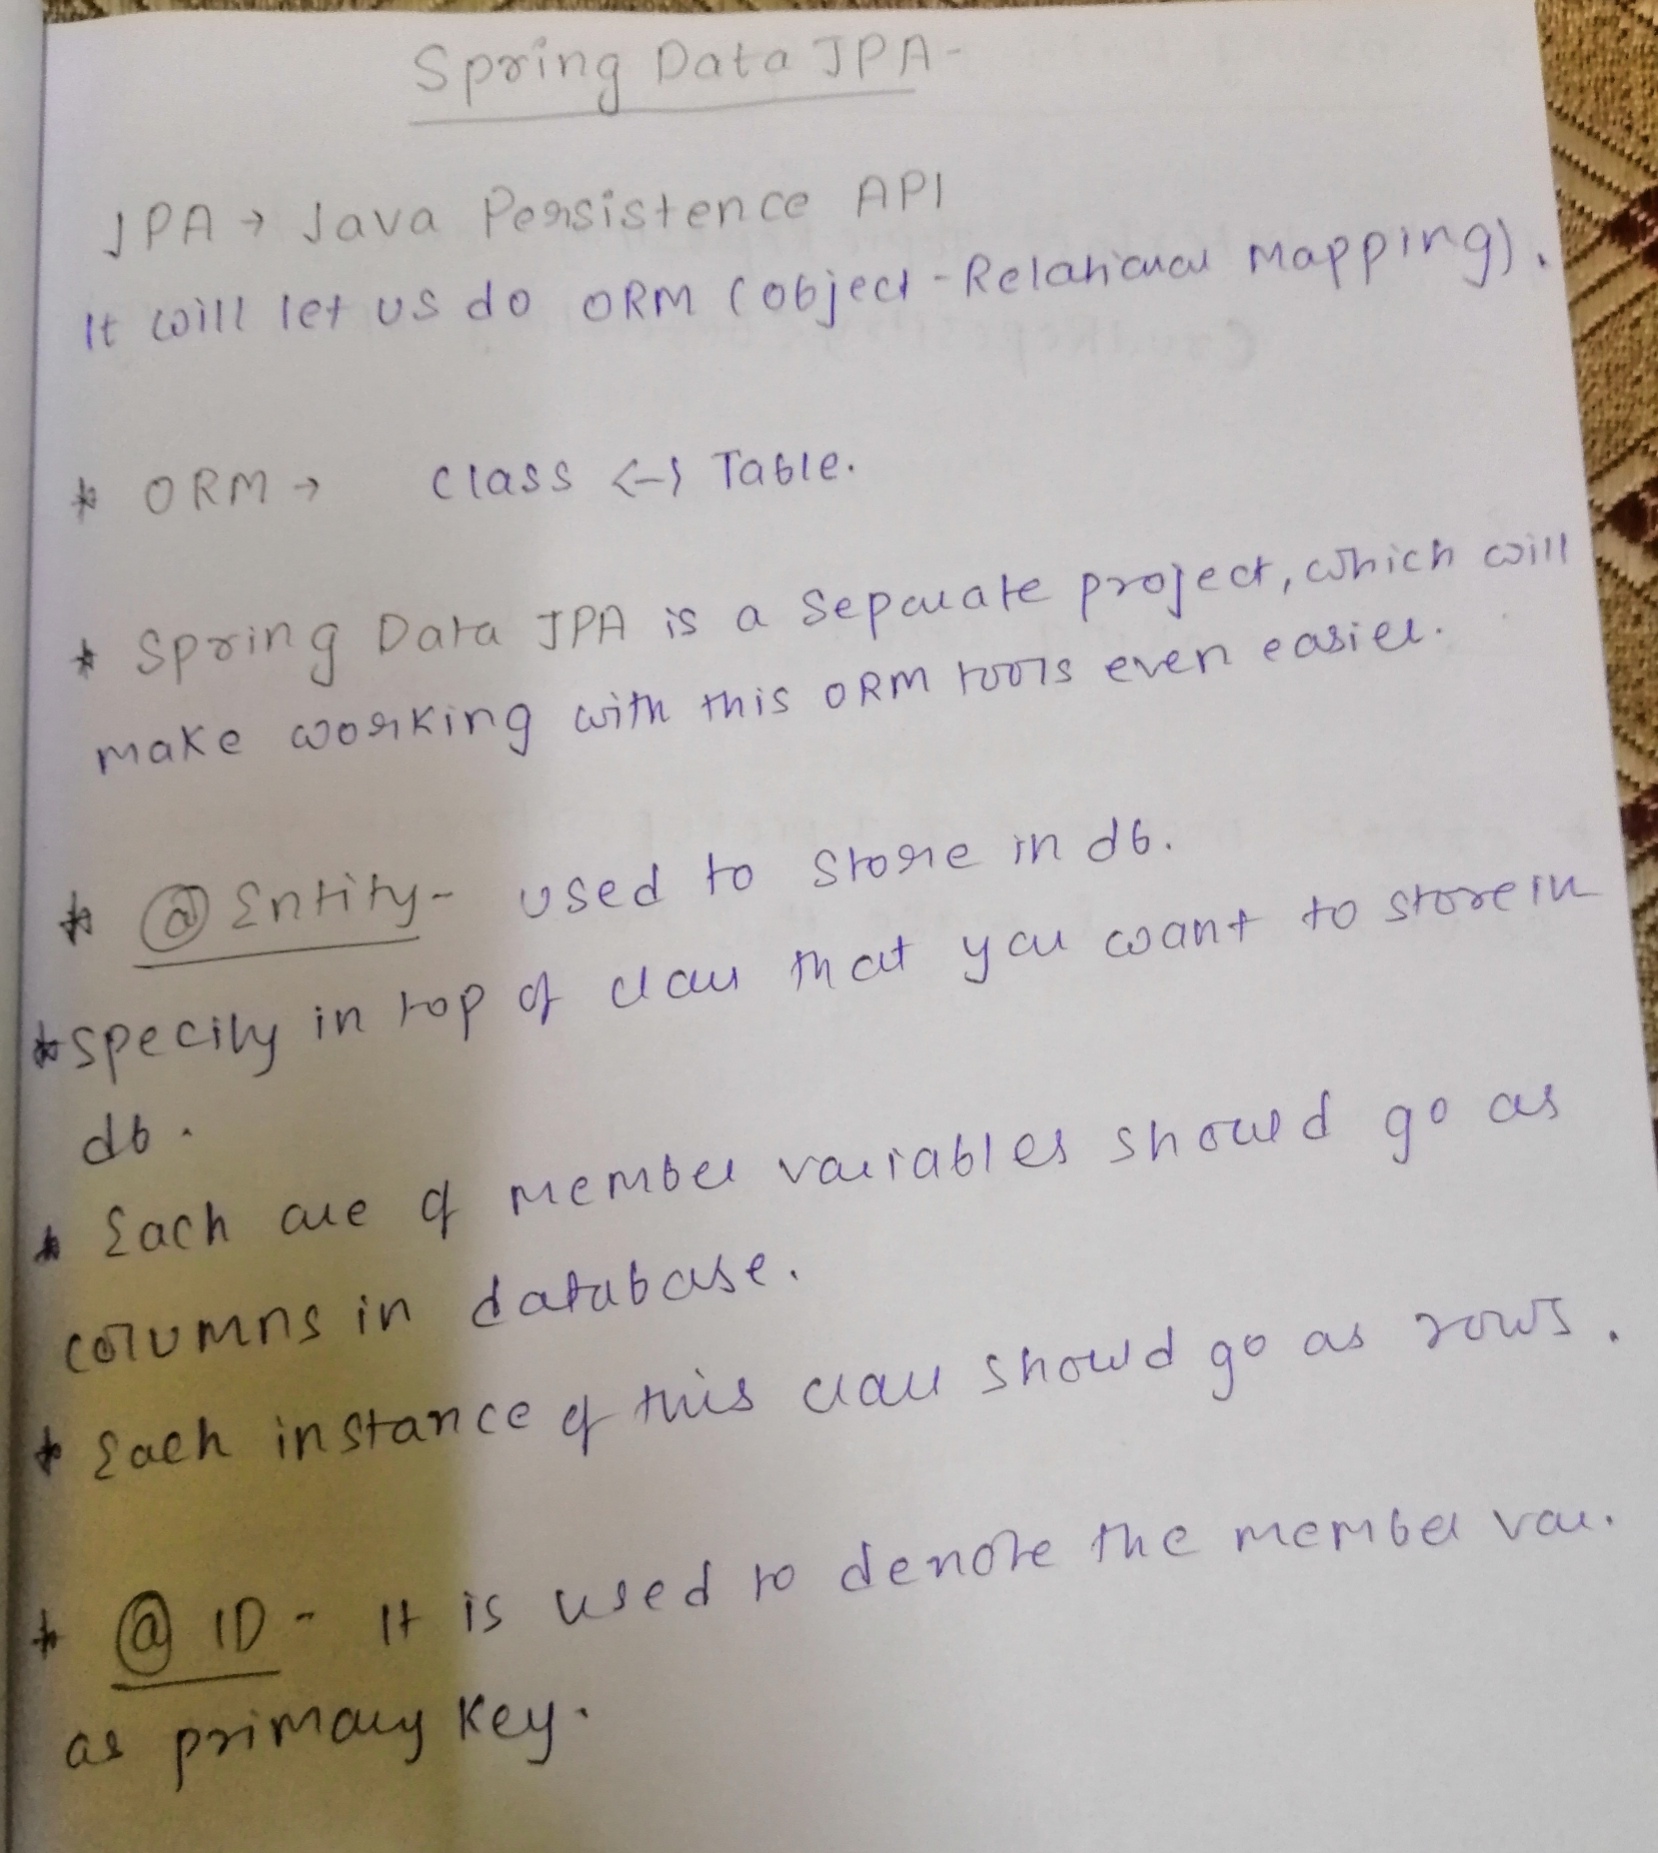 Spring Data JPA-
JPA → Java Persistence API
It will let us do ORM (object-Relational Mapping).
* ORM → class <-> Table.
* Spring Data JPA is a separate project, which will
make working with this ORM tools even easier.
* @Entity- used to store in db.
* specify in top of class that you want to store in
db.
* Each are of member variables should go as
columns in database.
* Each instance of this class should go as rows.
* @ID - It is used to denote the member var.
as primary key.